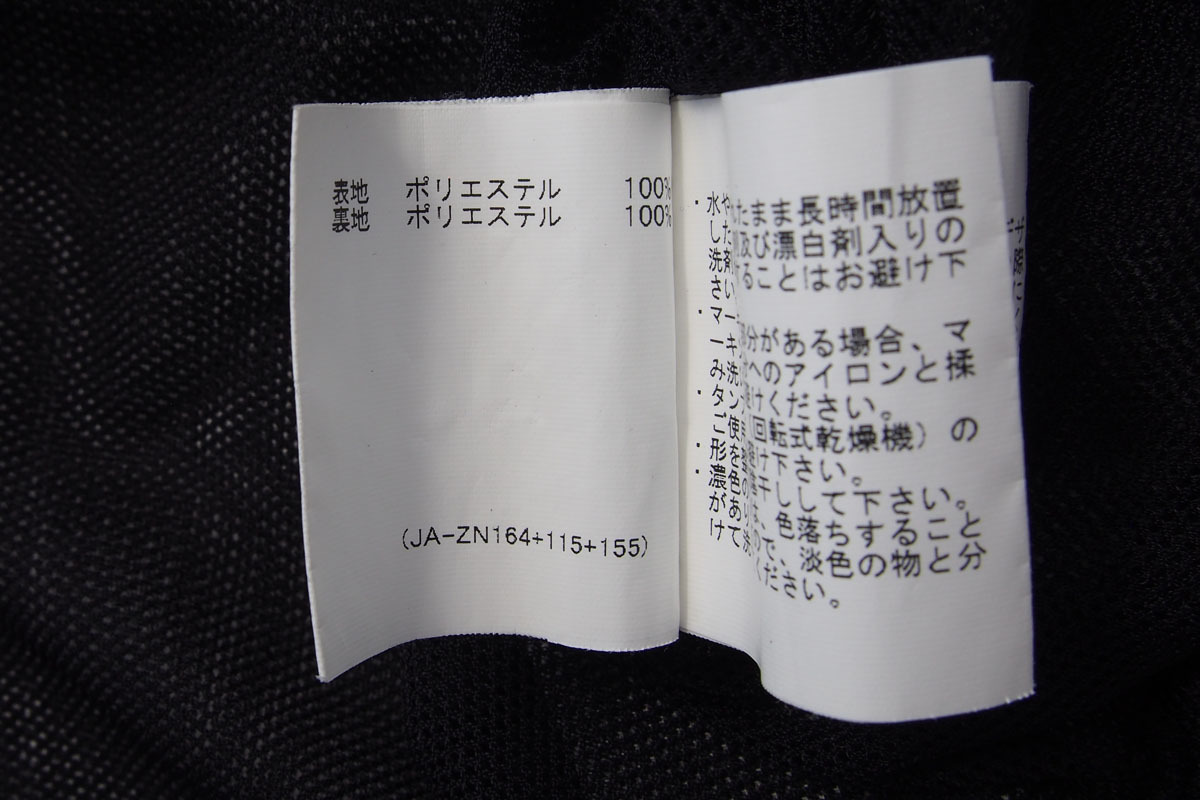 表地 ポリエステル 100%
裏地 ポリエステル 100%
(JA-ZN164+115+155)
・水や たまま長時間放置
した 及び漂白剤入りの
洗剤 ることはお避け下
さい
・マー 分がある場合、マ
ーキ へのアイロンと揉
み洗 けください。
・タン (回転式乾燥機)の
ご使 け下さい。
・形を 干しして下さい。
・濃色 、色落ちすること
があ ので、淡色の物と分
けて洗 ください。